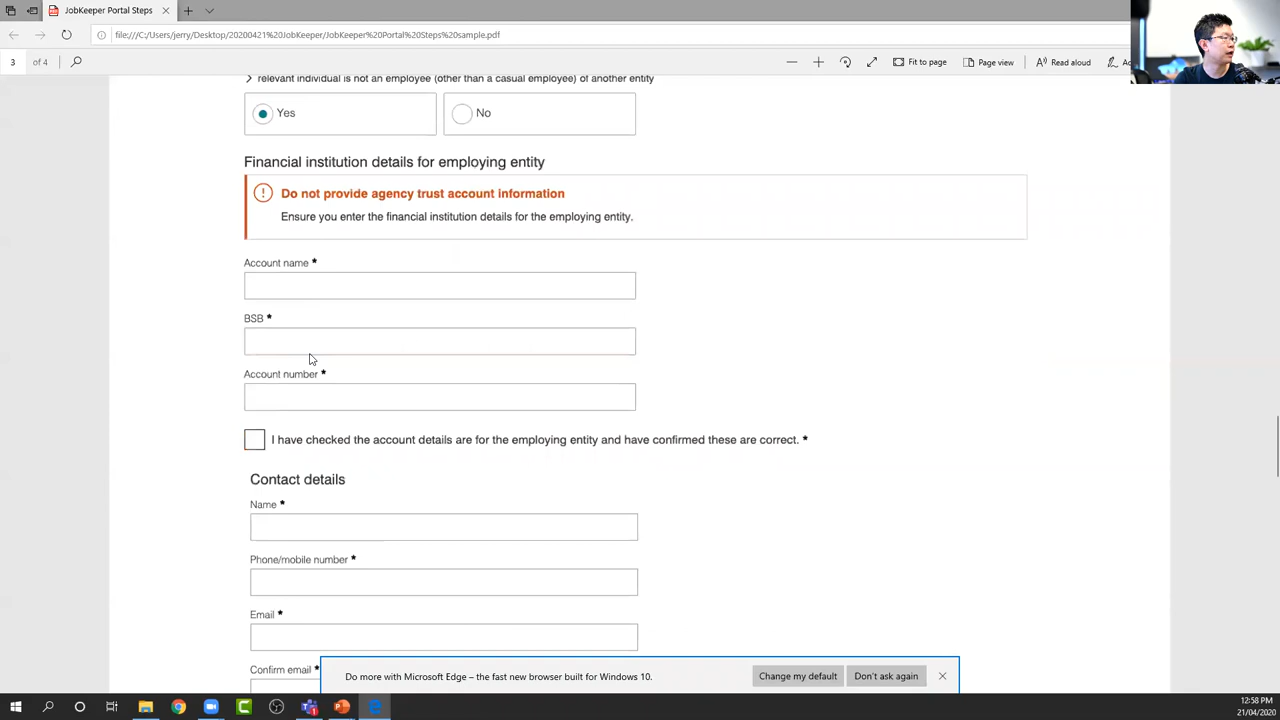 JobKeeper Portal Steps
file:///C:/Users/jerry/Desktop/20200421%20JobKeeper/JobKeeper%20Portal%20Steps%20sample.pdf
3 of 4
Fit to page
Page view
Read aloud
relevant individual is not an employee (other than a casual employee) of another entity
Yes
No
Financial institution details for employing entity
Do not provide agency trust account information
Ensure you enter the financial institution details for the employing entity.
Account name *
BSB *
Account number *
I have checked the account details are for the employing entity and have confirmed these are correct. *
Contact details
Name *
Phone/mobile number *
Email *
Confirm email *
Do more with Microsoft Edge – the fast new browser built for Windows 10.
Change my default
Don't ask again
12:58 PM
21/04/2020